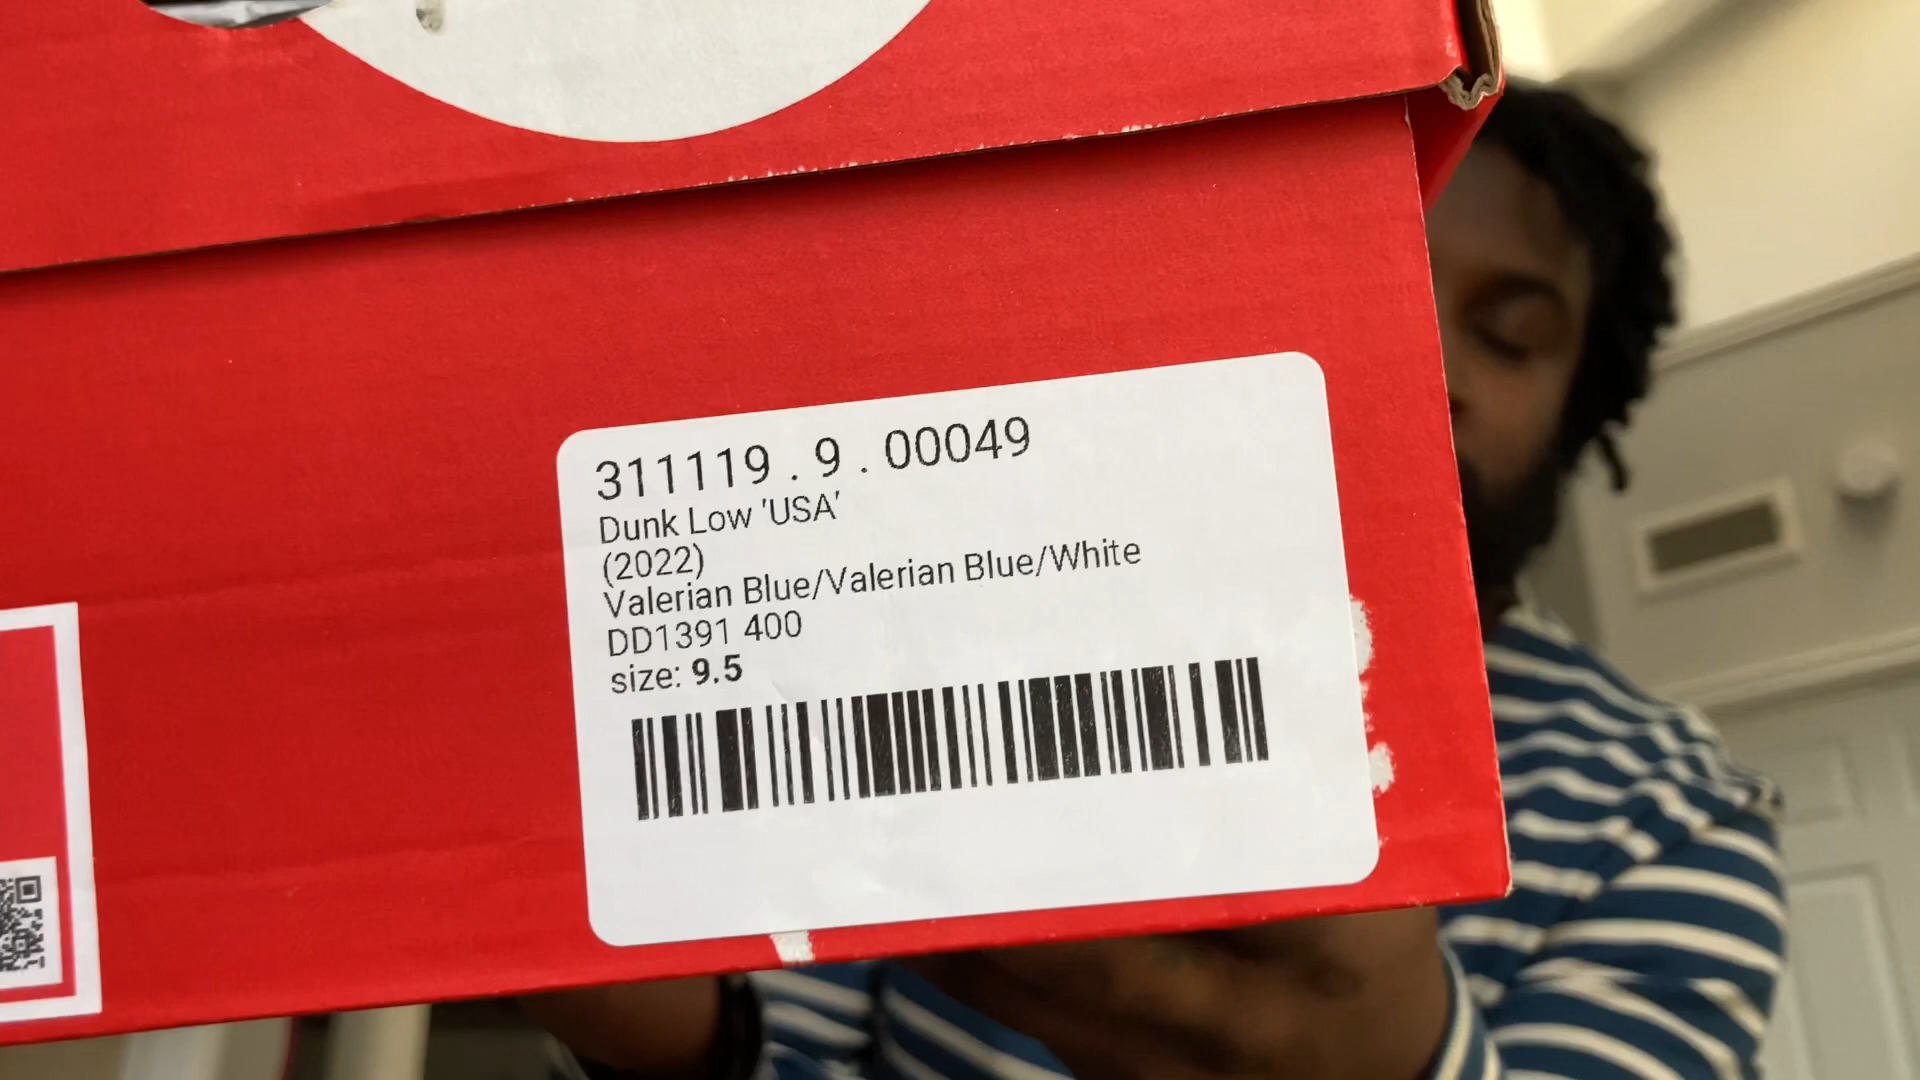 311119 . 9 . 00049
Dunk Low 'USA'
(2022)
Valerian Blue/Valerian Blue/White
DD1391 400
size: 9.5